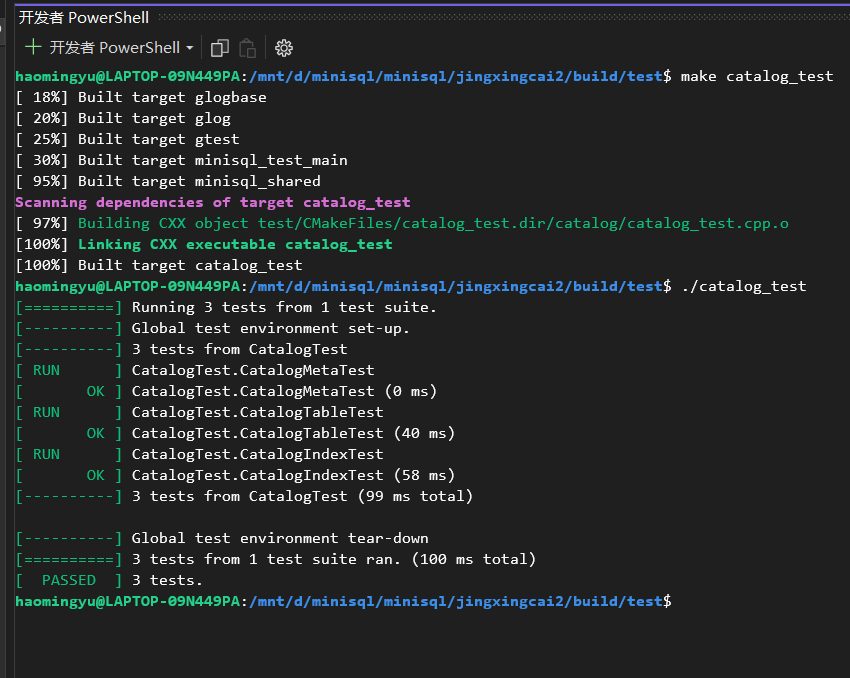 开发者 PowerShell
开发者 PowerShell
haomingyu@LAPTOP-09N449PA:/mnt/d/minisql/minisql/jingxingcai2/build/test$ make catalog_test
[ 18%] Built target glogbase
[ 20%] Built target glog
[ 25%] Built target gtest
[ 30%] Built target minisql_test_main
[ 95%] Built target minisql_shared
Scanning dependencies of target catalog_test
[ 97%] Building CXX object test/CMakeFiles/catalog_test.dir/catalog/catalog_test.cpp.o
[100%] Linking CXX executable catalog_test
[100%] Built target catalog_test
haomingyu@LAPTOP-09N449PA:/mnt/d/minisql/minisql/jingxingcai2/build/test$ ./catalog_test
[==========] Running 3 tests from 1 test suite.
[----------] Global test environment set-up.
[----------] 3 tests from CatalogTest
[ RUN      ] CatalogTest.CatalogMetaTest
[       OK ] CatalogTest.CatalogMetaTest (0 ms)
[ RUN      ] CatalogTest.CatalogTableTest
[       OK ] CatalogTest.CatalogTableTest (40 ms)
[ RUN      ] CatalogTest.CatalogIndexTest
[       OK ] CatalogTest.CatalogIndexTest (58 ms)
[----------] 3 tests from CatalogTest (99 ms total)
[----------] Global test environment tear-down
[==========] 3 tests from 1 test suite ran. (100 ms total)
[  PASSED  ] 3 tests.
haomingyu@LAPTOP-09N449PA:/mnt/d/minisql/minisql/jingxingcai2/build/test$